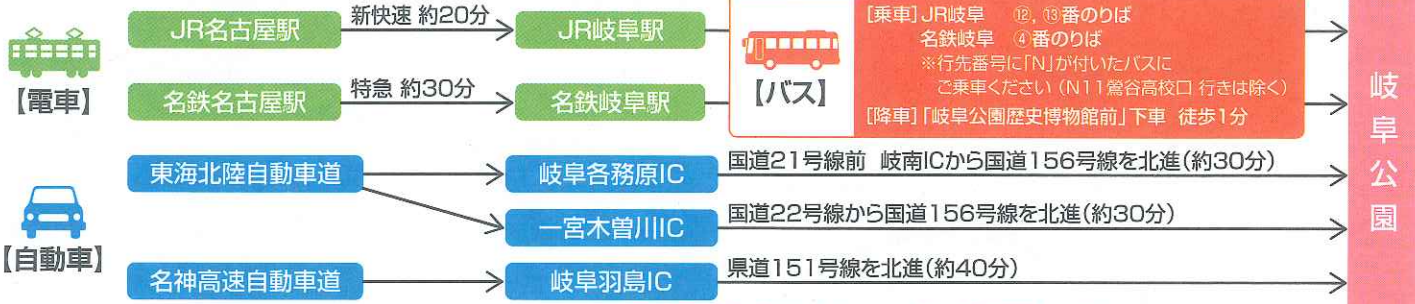 【電車】
JR名古屋駅
新快速 約20分
JR岐阜駅
名鉄名古屋駅
特急 約30分
名鉄岐阜駅
【バス】
[乗車]JR岐阜 ⑫,⑬番のりば
名鉄岐阜 ④番のりば
※行先番号に「N」が付いたバスに
ご乗車ください(N11鶯谷高校口 行きは除く)
[降車]「岐阜公園歴史博物館前」下車 徒歩1分
【自動車】
東海北陸自動車道
岐阜各務原IC
国道21号線前 岐南ICから国道156号線を北進(約30分)
一宮木曽川IC
国道22号線から国道156号線を北進(約30分)
名神高速自動車道
岐阜羽島IC
県道151号線を北進(約40分)
岐阜公園